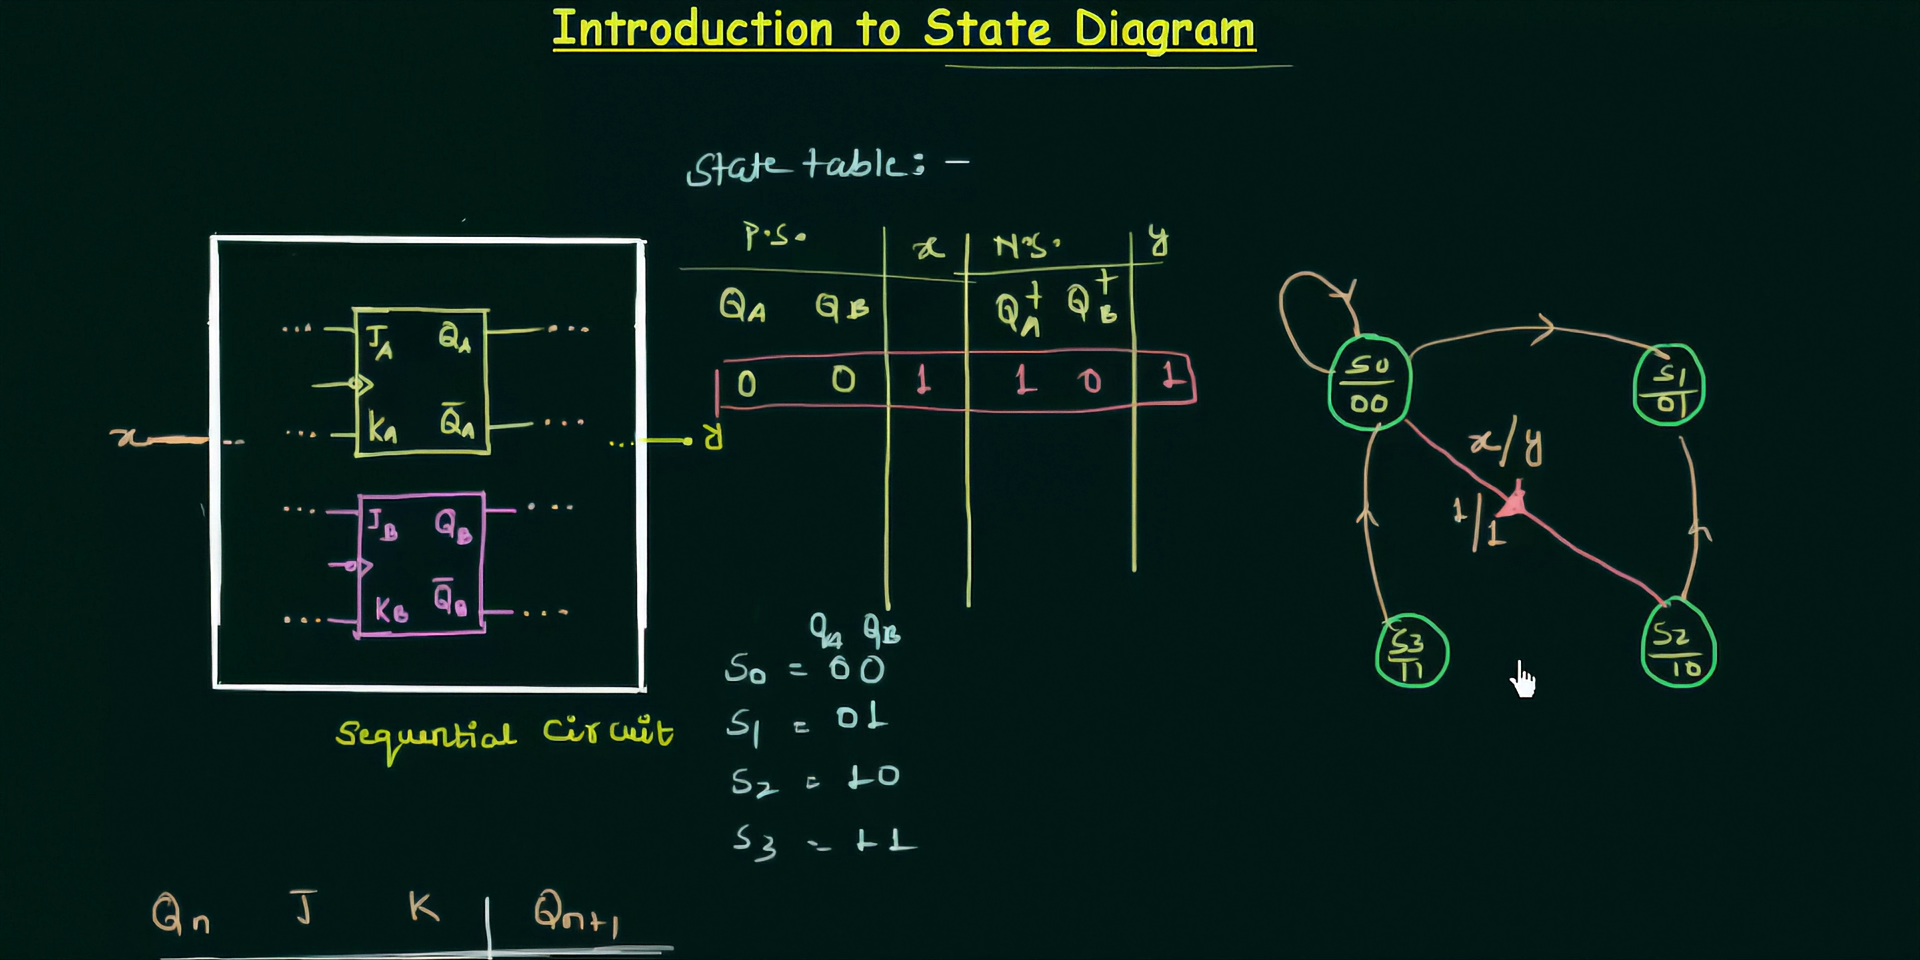 Introduction to State Diagram
State table:-
P.S. x N.S. y
QA QB QA+ QB+
0 0 1 1 0 1
x
JA QA
KA Q̅A
JB QB
KB Q̅B
y
Sequential Circuit
QA QB
S0 = 00
S1 = 01
S2 = 10
S3 = 11
S0
00
S1
01
x/y
1/1
S3
11
S2
10
Qn J K Qn+1